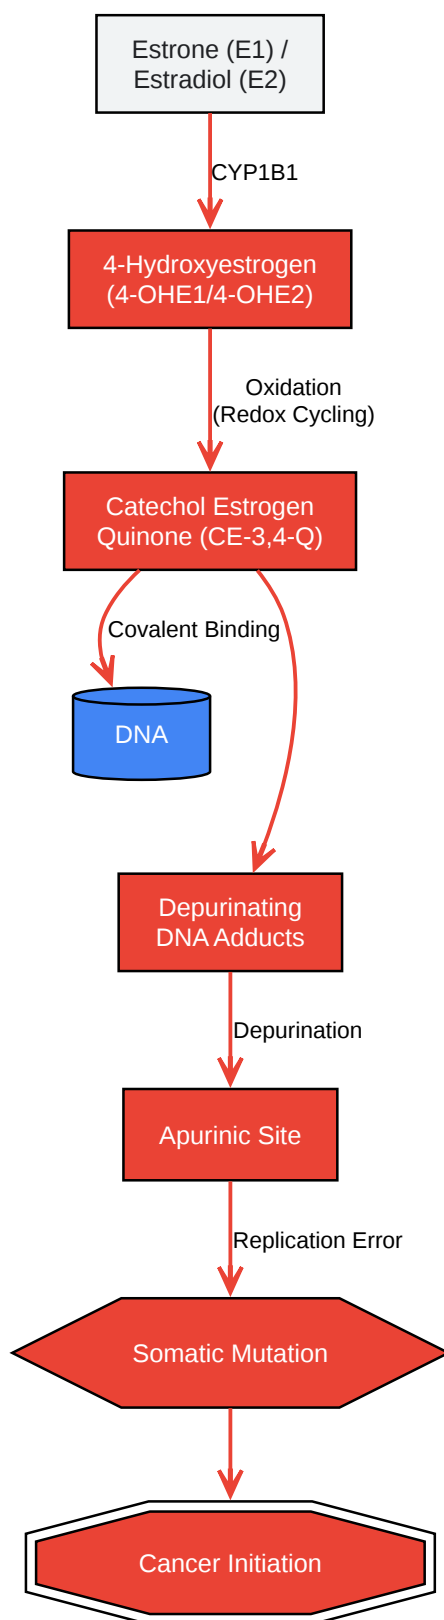 Estrone (E1) /
Estradiol (E2)
CYP1B1
4-Hydroxyestrogen
(4-OHE1/4-OHE2)
Oxidation
(Redox Cycling)
Catechol Estrogen
Quinone (CE-3,4-Q)
Covalent Binding
DNA
Depurinating
DNA Adducts
Depurination
Apurinic Site
Replication Error
Somatic Mutation
Cancer Initiation